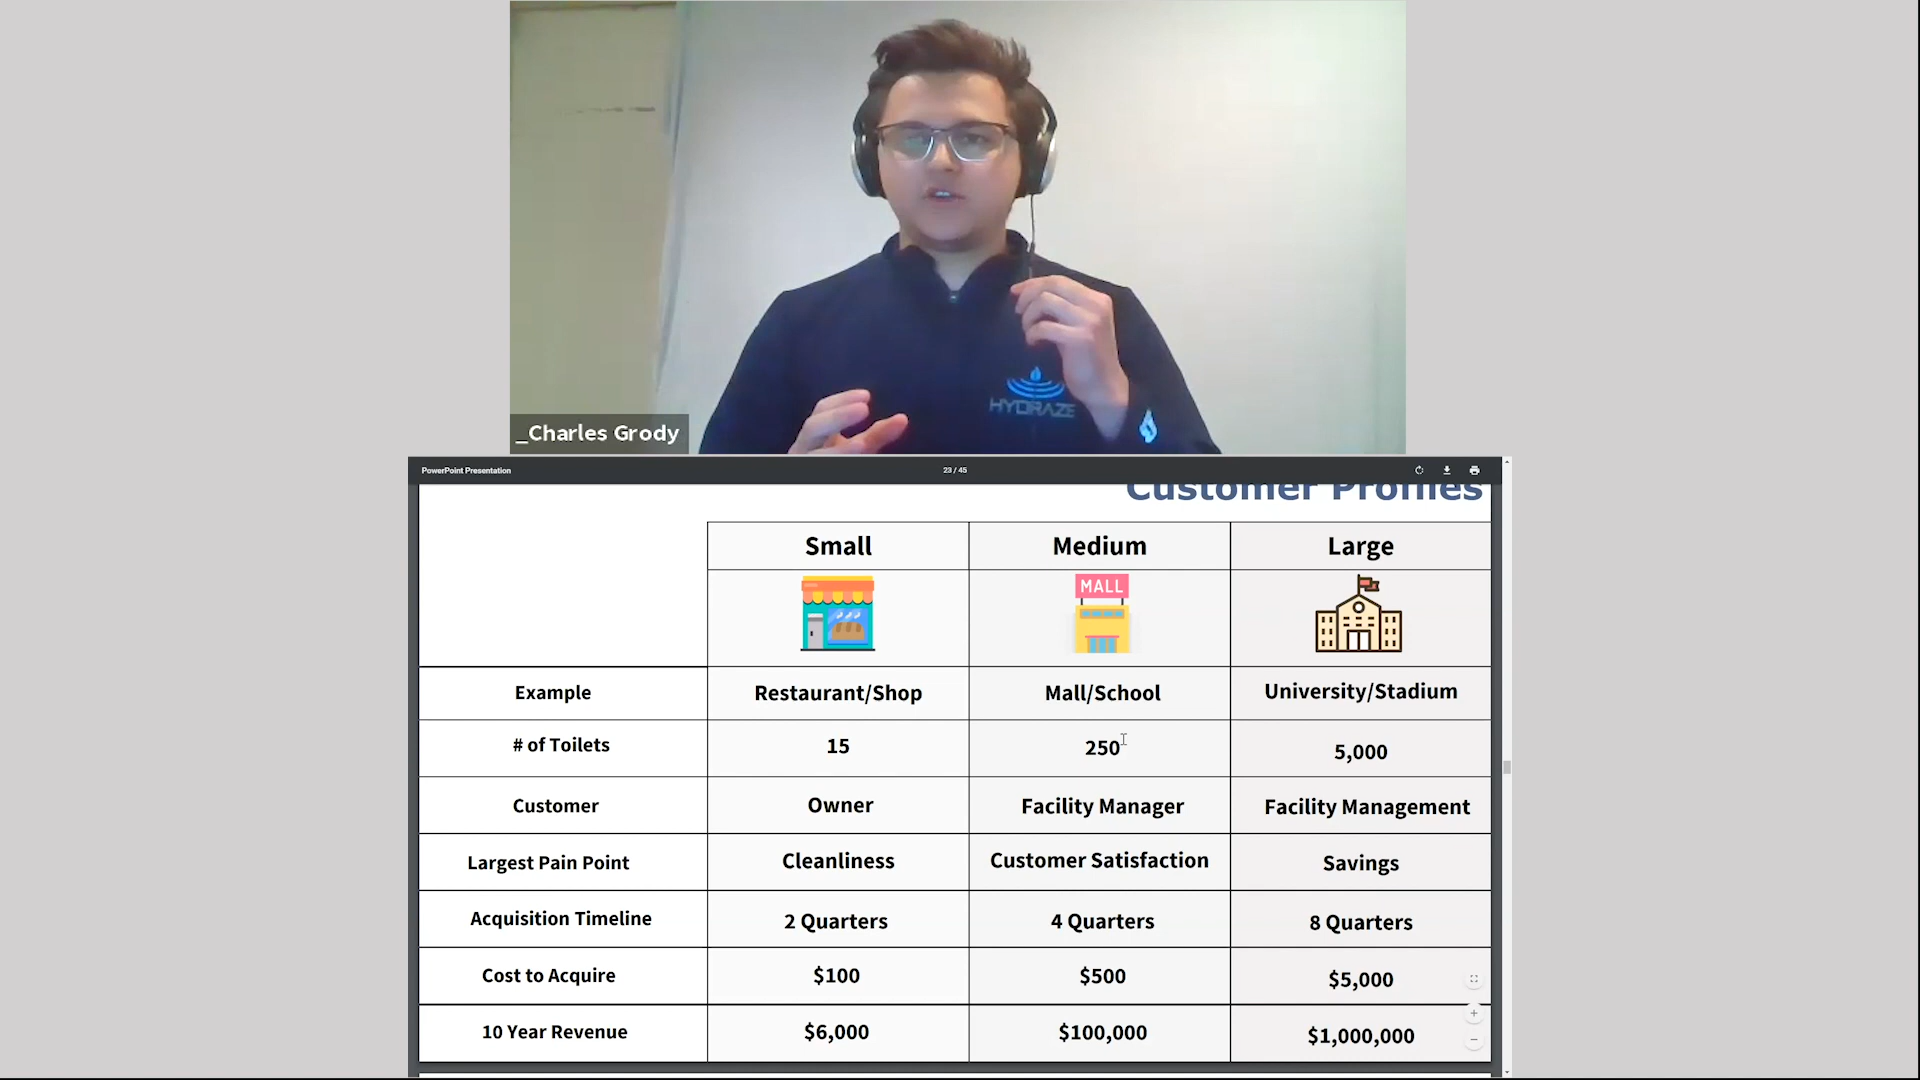 HYDRAZE
_Charles Grody
PowerPoint Presentation
23 / 45
Customer Profiles
Small Medium Large
MALL
Example Restaurant/Shop Mall/School University/Stadium
# of Toilets 15 250 5,000
Customer Owner Facility Manager Facility Management
Largest Pain Point Cleanliness Customer Satisfaction Savings
Acquisition Timeline 2 Quarters 4 Quarters 8 Quarters
Cost to Acquire $100 $500 $5,000
10 Year Revenue $6,000 $100,000 $1,000,000